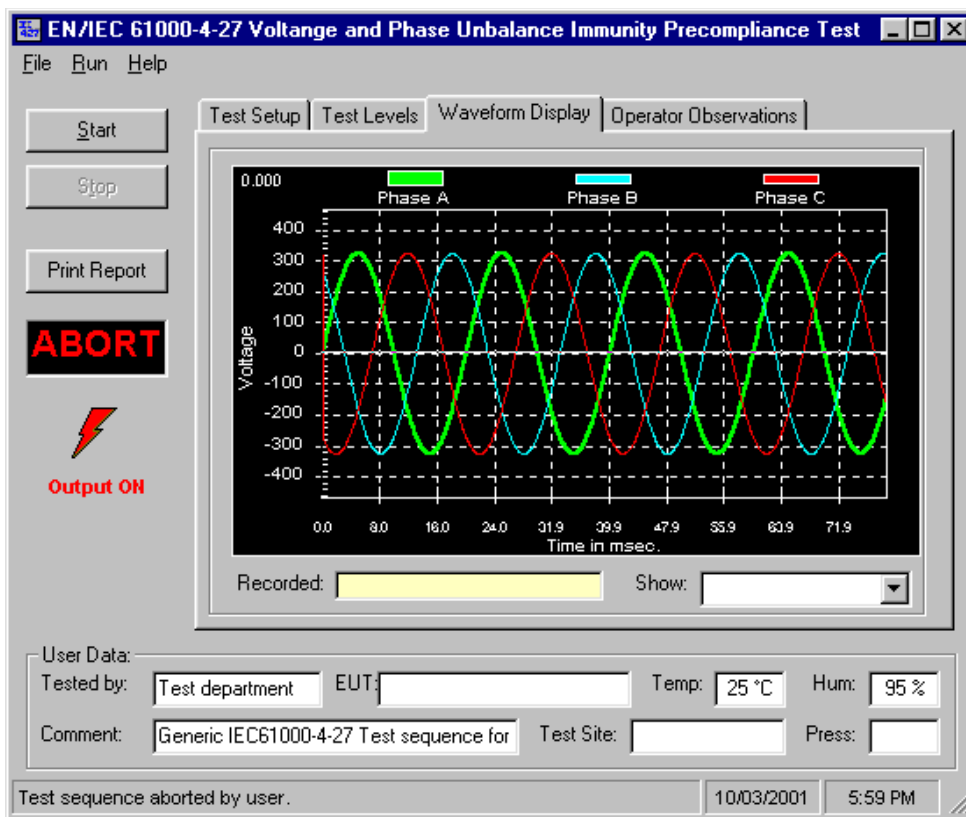 EN/IEC 61000-4-27 Voltange and Phase Unbalance Immunity Precompliance Test
File Run Help
Start
Stop
Print Report
ABORT
Output ON
Test Setup Test Levels Waveform Display Operator Observations
0.000
Phase A Phase B Phase C
400
300
200
100
0
-100
-200
-300
-400
Voltage
0.0 8.0 16.0 24.0 31.9 39.9 47.9 55.9 63.9 71.9
Time in msec.
Recorded: Show:
User Data:
Tested by: Test department EUT: Temp: 25 °C Hum: 95 %
Comment: Generic IEC61000-4-27 Test sequence for Test Site: Press:
Test sequence aborted by user. 10/03/2001 5:59 PM